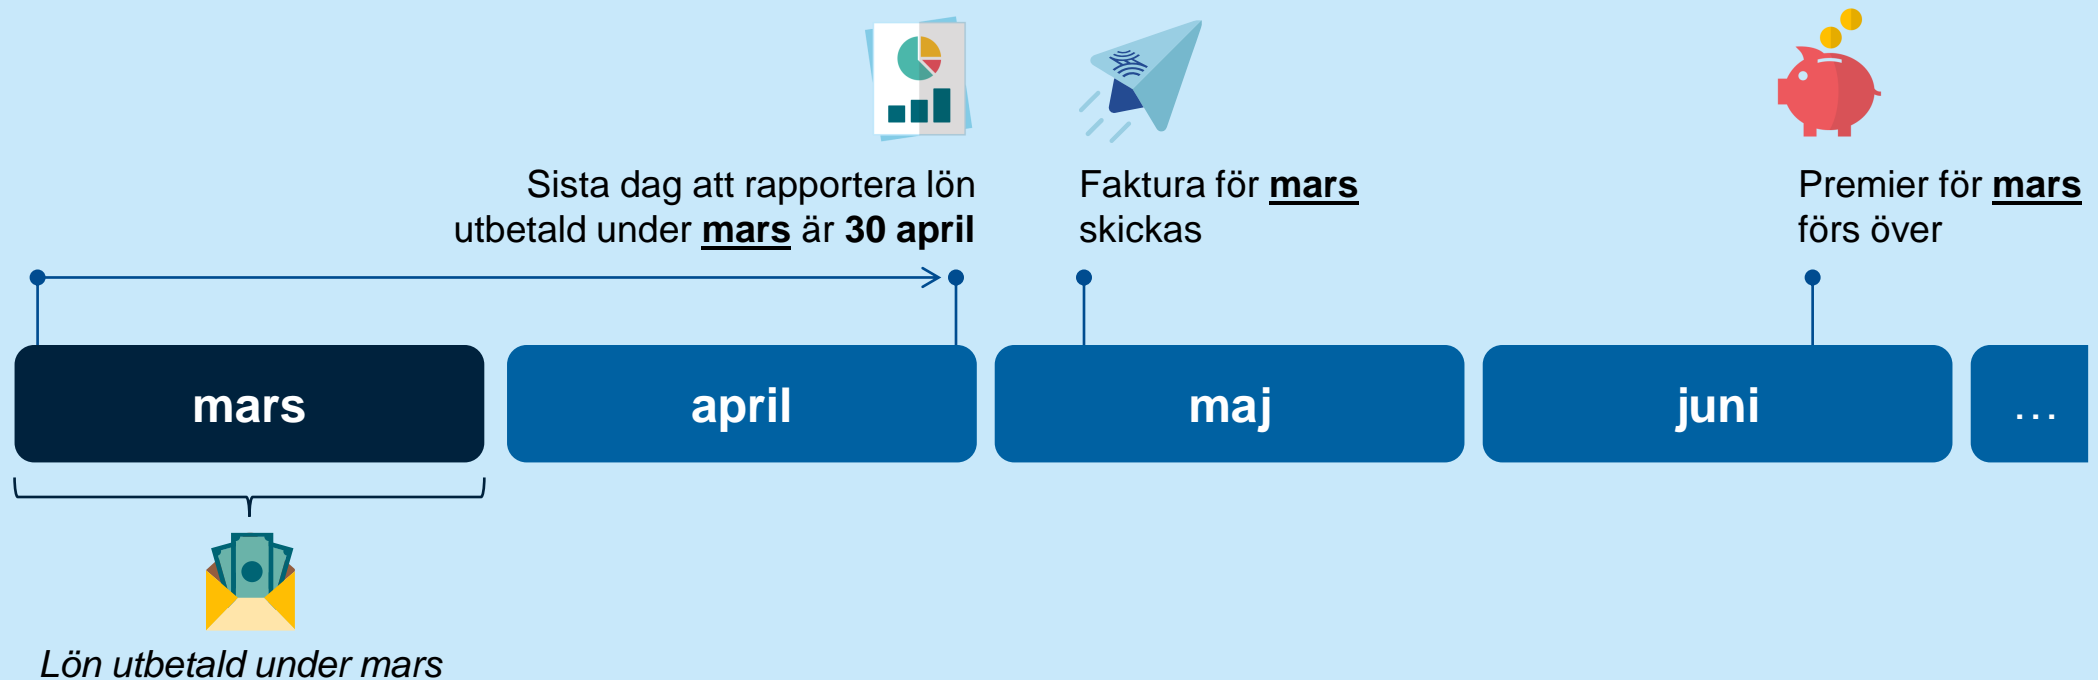 Sista dag att rapportera lön
utbetald under mars är 30 april
Faktura för mars
skickas
Premier för mars
förs över
mars
april
maj
juni
...
Lön utbetald under mars